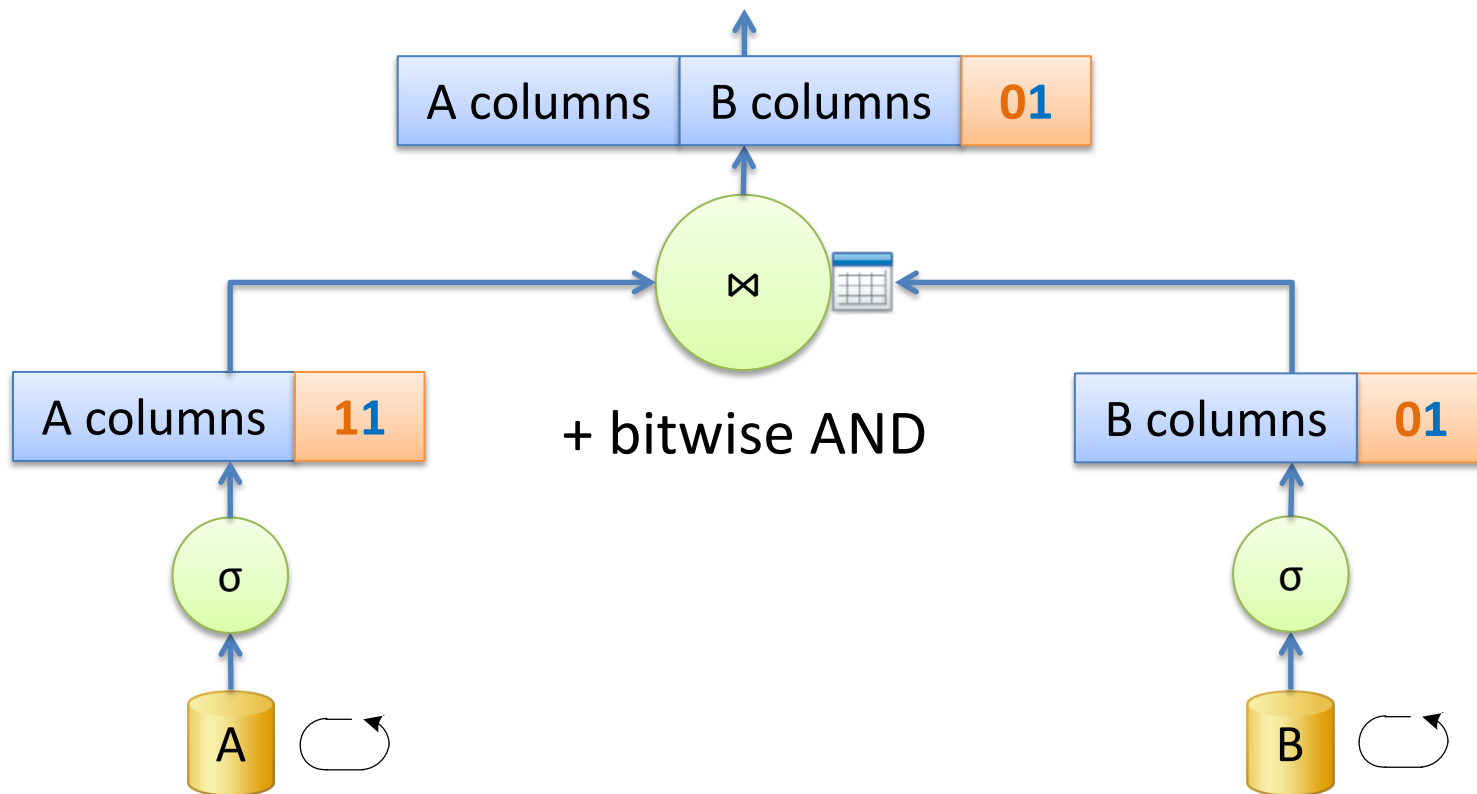 A columns B columns 01
⋈
A columns 11
+ bitwise AND
B columns 01
σ
σ
A
B